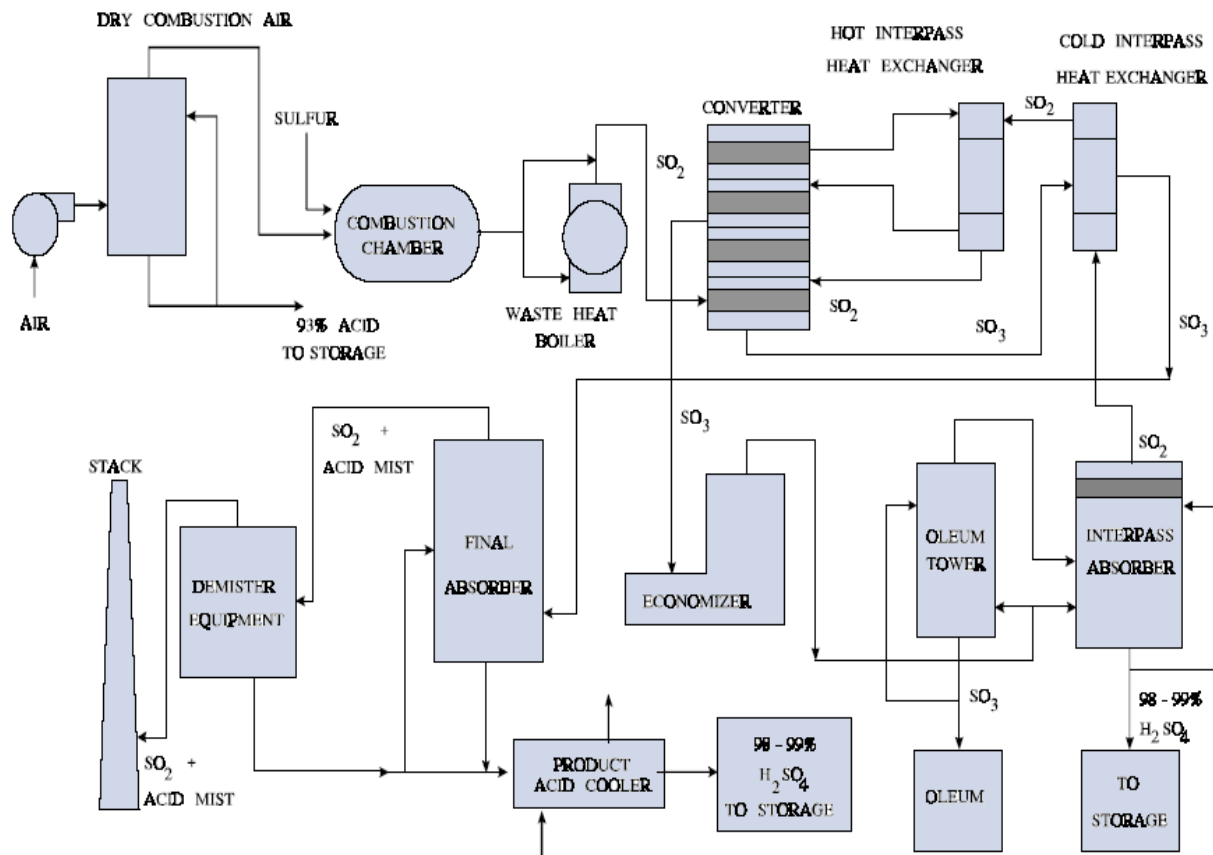 DRY COMBUSTION AIR
HOT INTERPASS
HEAT EXCHANGER
COLD INTERPASS
HEAT EXCHANGER
CONVERTER
SO2
SULFUR
SO2
COMBUSTION
CHAMBER
AIR
93% ACID
TO STORAGE
WASTE HEAT
BOILER
SO2
SO3
SO3
SO2 +
ACID MIST
SO3
SO2
STACK
DEMISTER
EQUIPMENT
FINAL
ABSORBER
ECONOMIZER
OLEUM
TOWER
INTERPASS
ABSORBER
SO3
98 - 99%
H2SO4
SO2 +
ACID MIST
PRODUCT
ACID COOLER
98 - 99%
H2SO4
TO STORAGE
OLEUM
TO
STORAGE